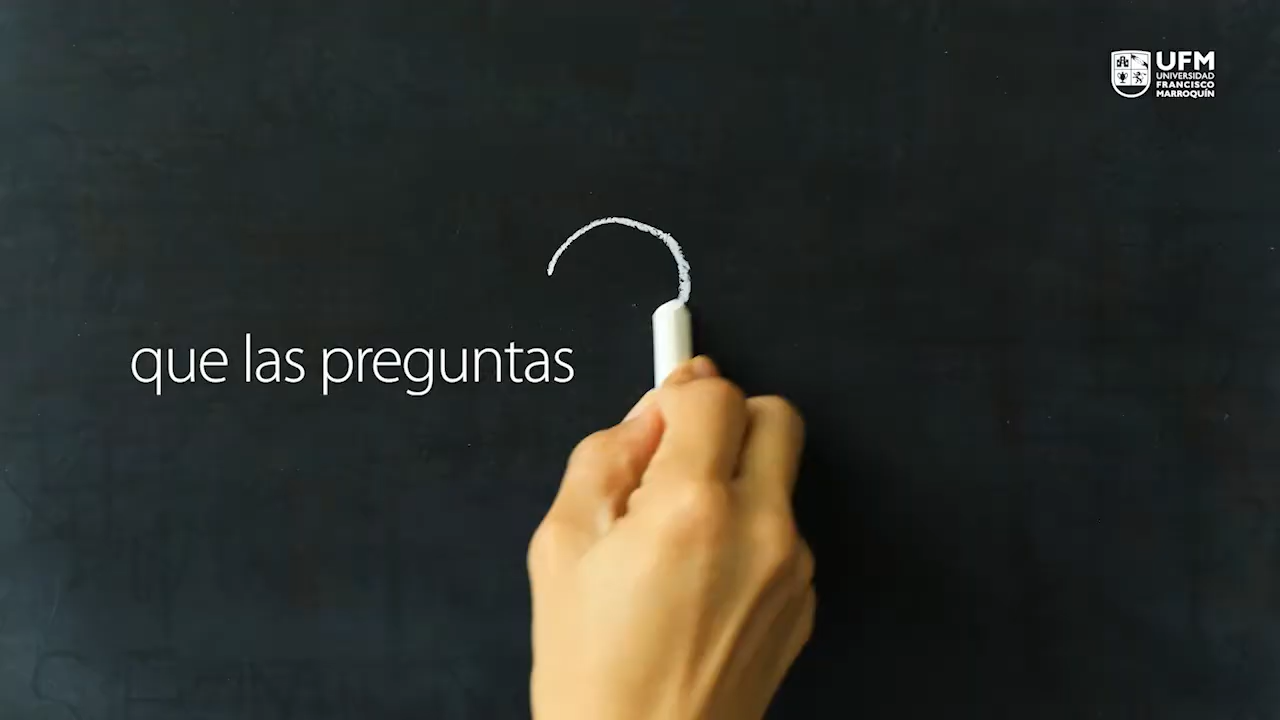 UFM
UNIVERSIDAD
FRANCISCO
MARROQUÍN
que las preguntas